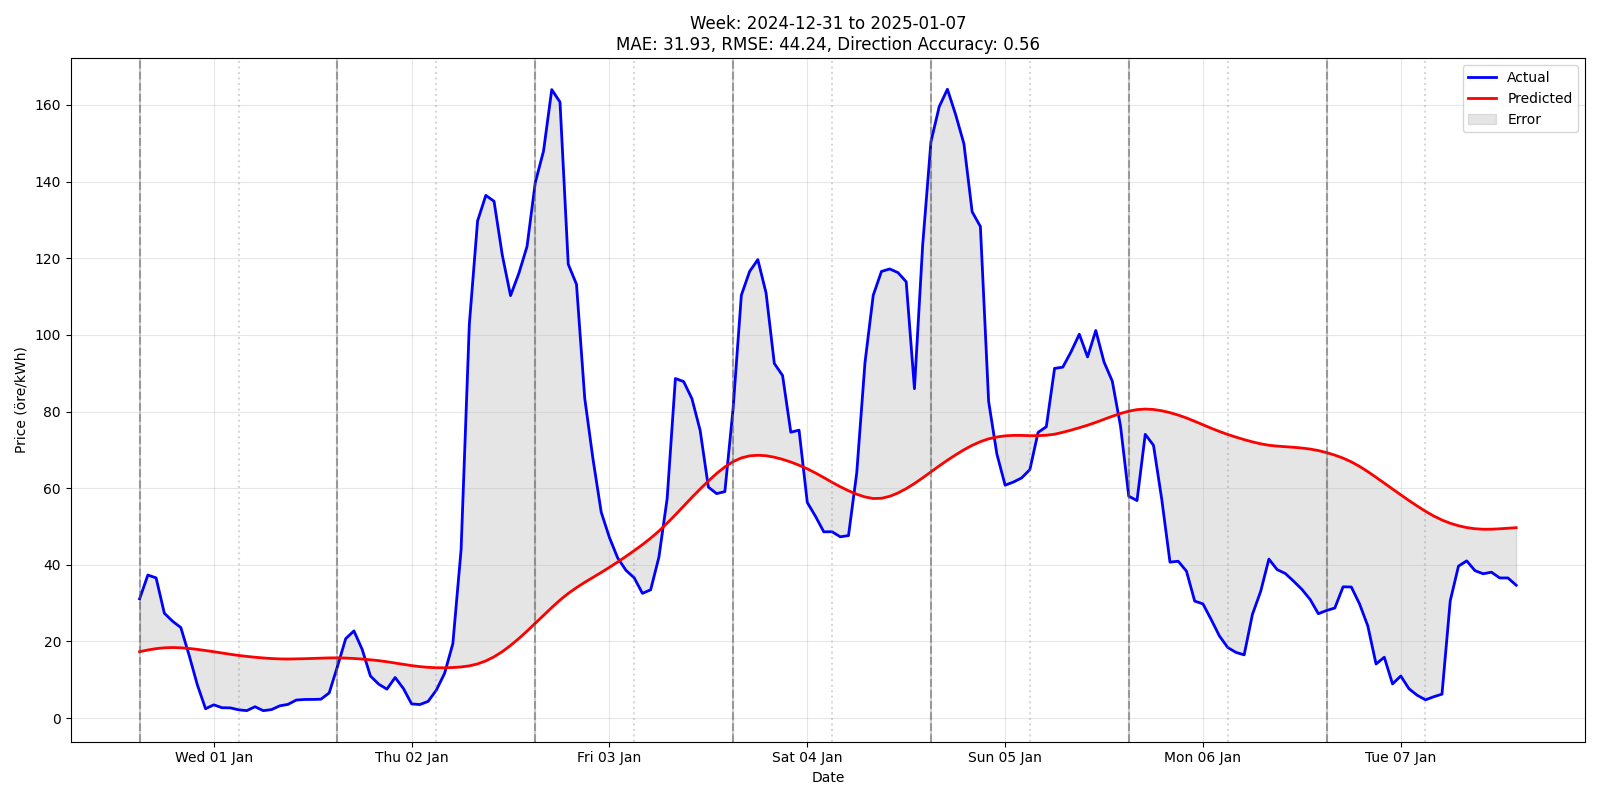 Week: 2024-12-31 to 2025-01-07
MAE: 31.93, RMSE: 44.24, Direction Accuracy: 0.56
Actual
Predicted
Error
Price (öre/kWh)
160
140
120
100
80
60
40
20
0
Wed 01 Jan
Thu 02 Jan
Fri 03 Jan
Sat 04 Jan
Sun 05 Jan
Mon 06 Jan
Tue 07 Jan
Date